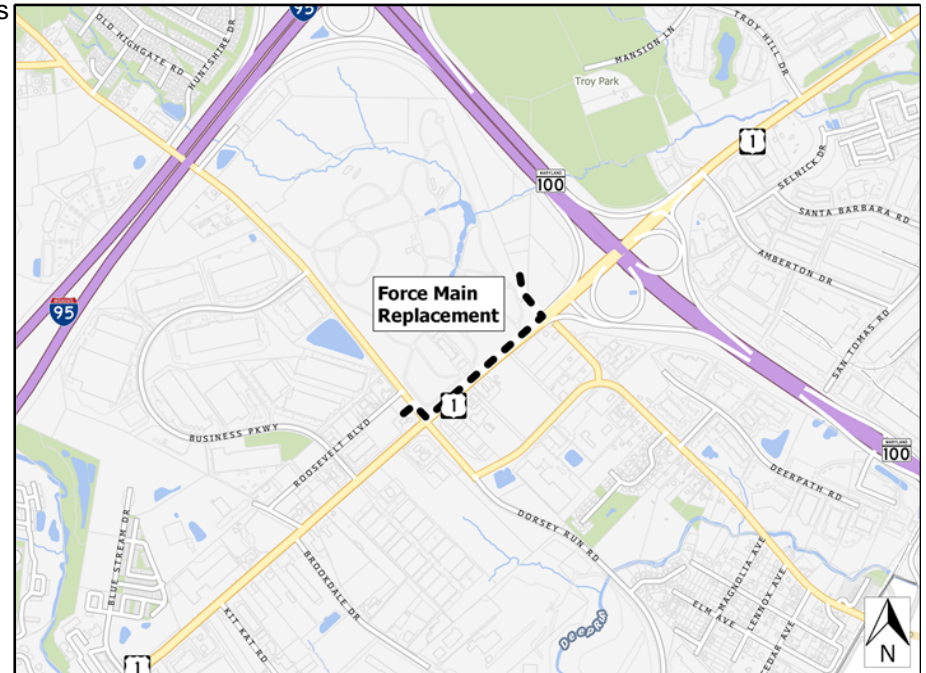 s
95
OLD HIGHGATE RD
HUNTSHIRE DR
MANSION LN
TROY HILL DR
Troy Park
1
MARYLAND
100
SELNICK DR
SANTA BARBARA RD
AMBERTON DR
Force Main
Replacement
95
SAN TOMAS RD
1
BUSINESS PKWY
ROOSEVELT BLVD
MARYLAND
100
DEERPATH RD
DORSEY RUN RD
BLUE STREAM DR
BROOKDALE DR
MAGNOLIA AVE
LENNOX AVE
ELM AVE
Deep Run
KIT KAT RD
CEDAR AVE
N
1